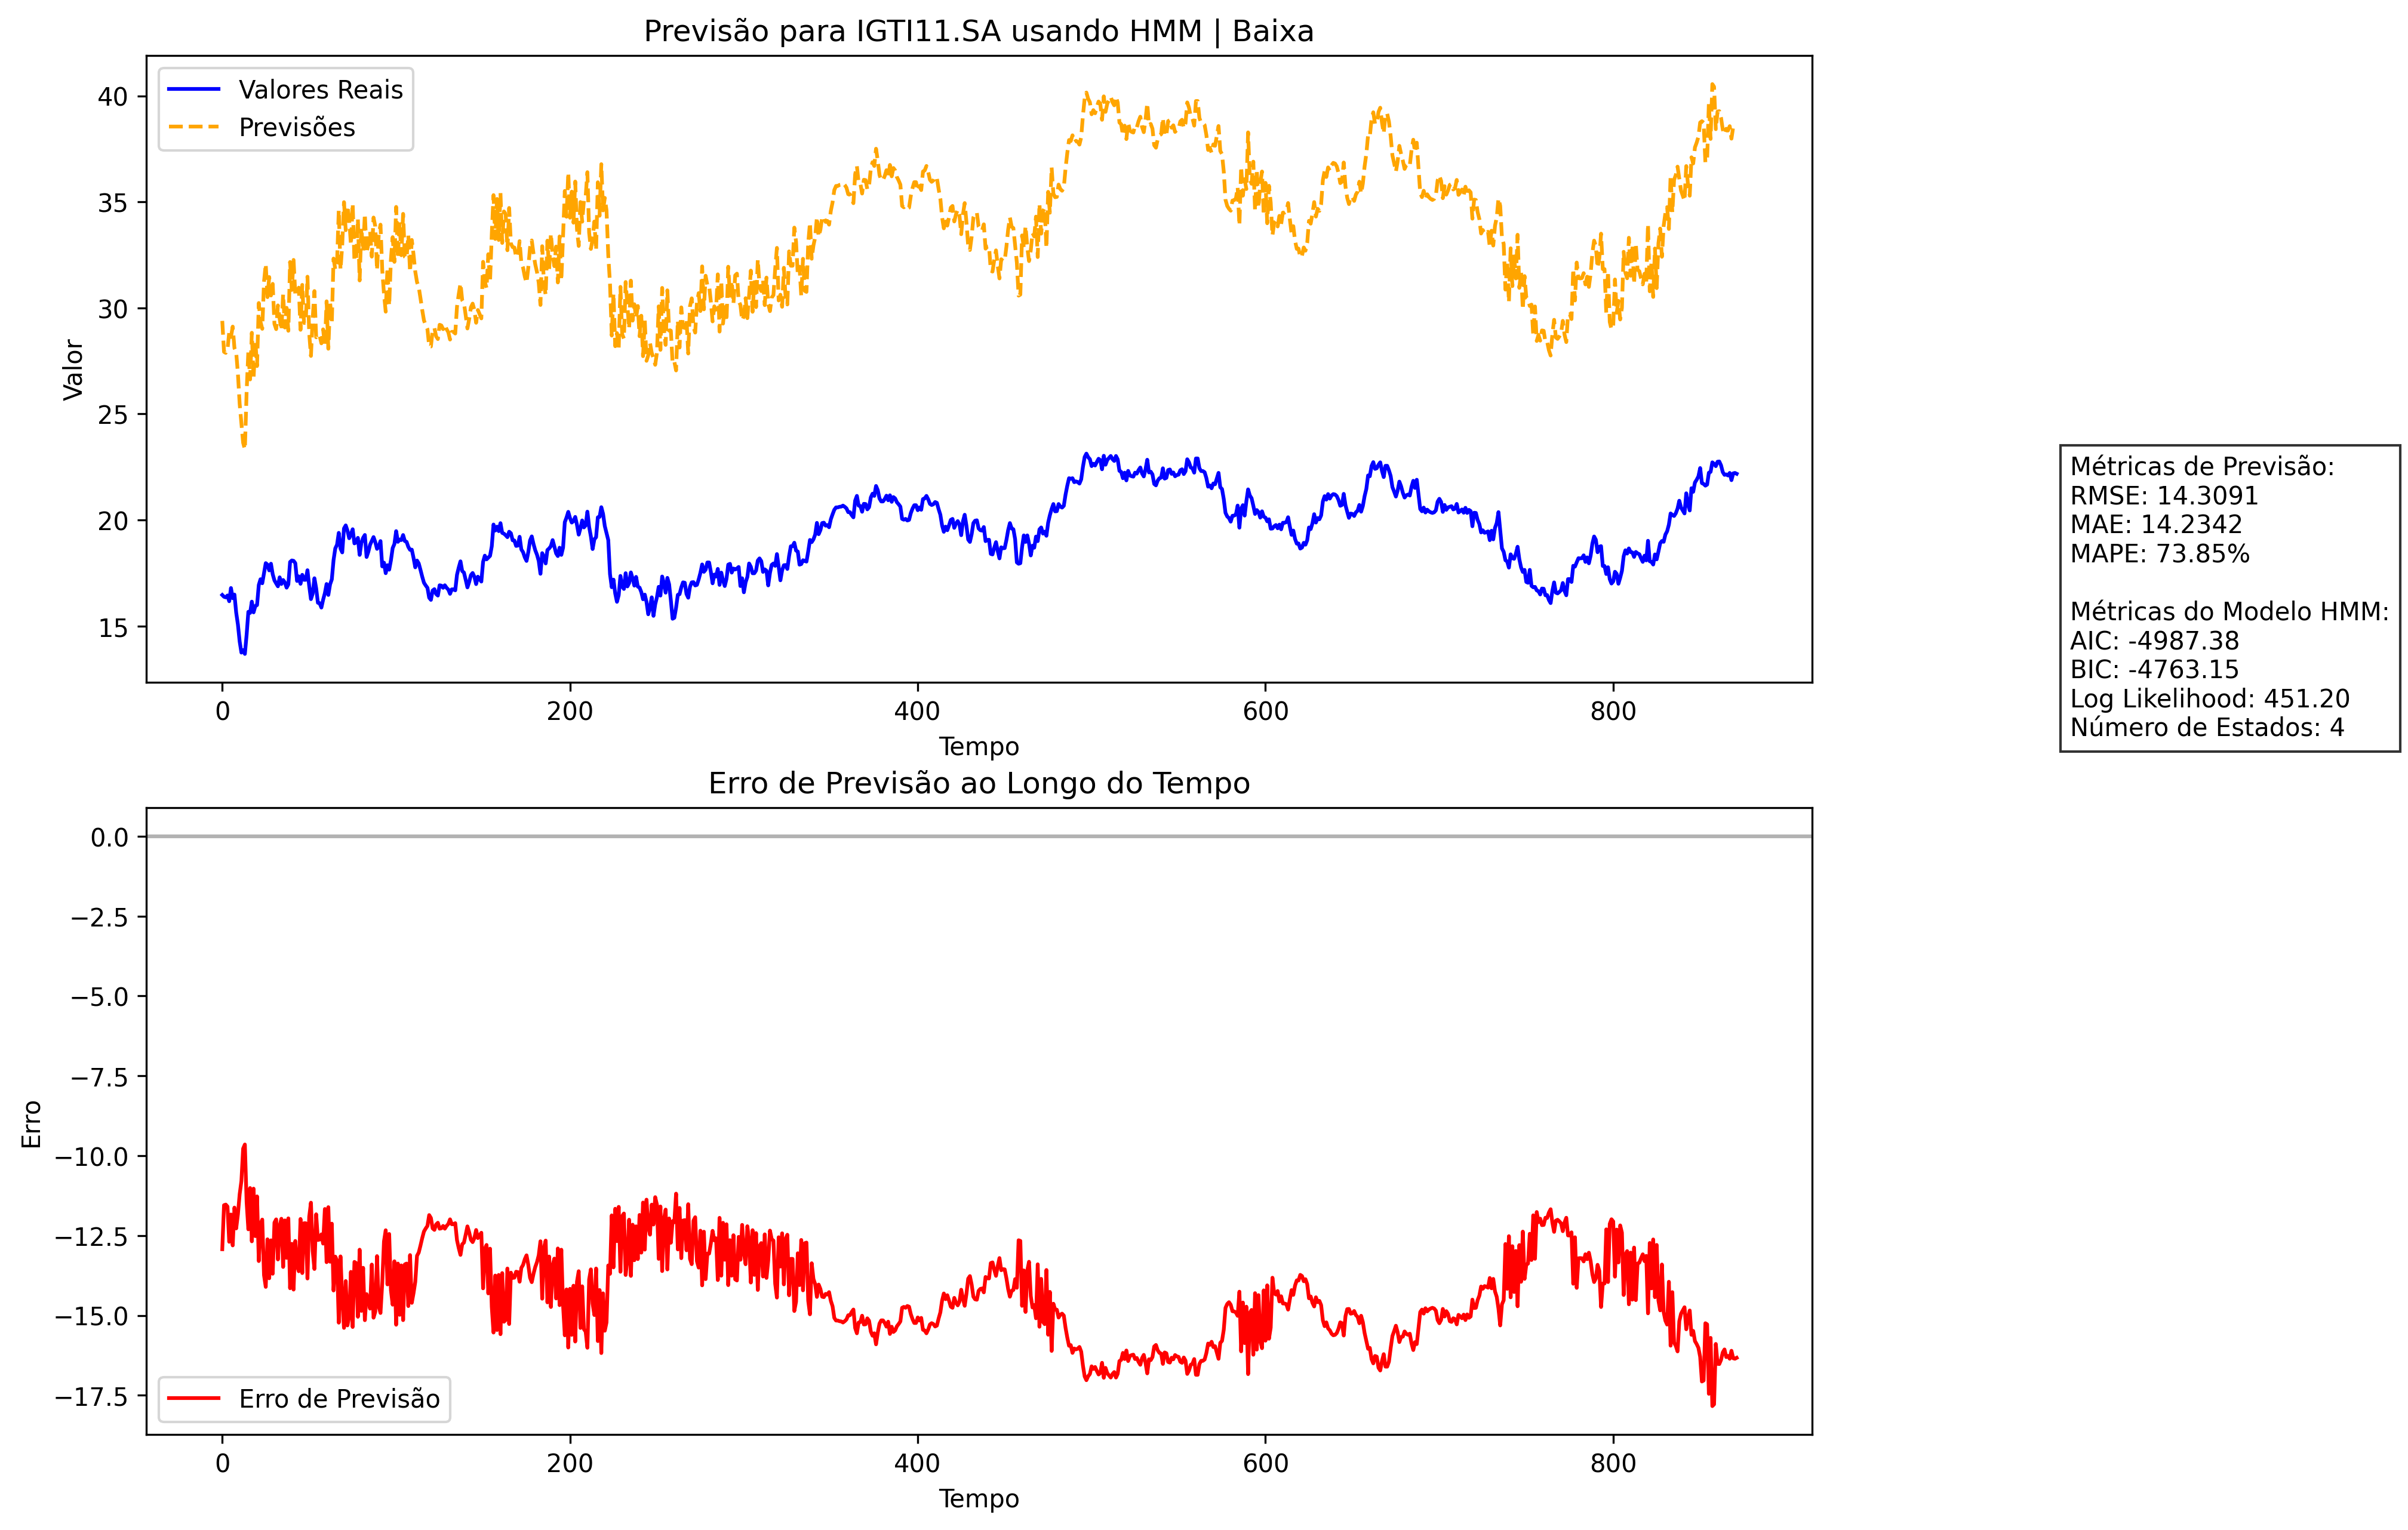 Previsão para IGTI11.SA usando HMM | Baixa
Valores Reais
Previsões
40
35
30
25
20
15
Valor
0
200
400
600
800
Tempo
Métricas de Previsão:
RMSE: 14.3091
MAE: 14.2342
MAPE: 73.85%
Métricas do Modelo HMM:
AIC: -4987.38
BIC: -4763.15
Log Likelihood: 451.20
Número de Estados: 4
Erro de Previsão ao Longo do Tempo
0.0
−2.5
−5.0
−7.5
−10.0
−12.5
−15.0
−17.5
Erro
Erro de Previsão
0
200
400
600
800
Tempo